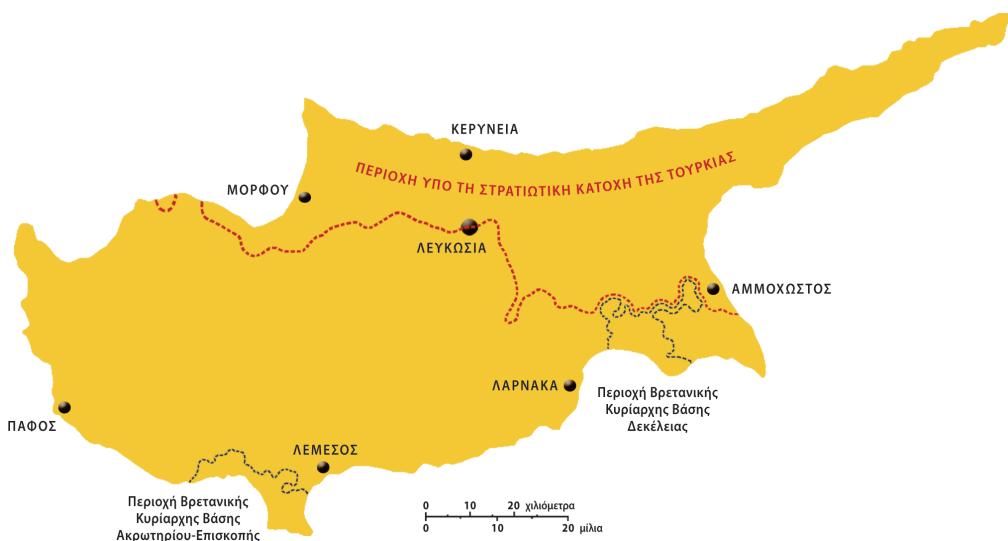 ΚΕΡΥΝΕΙΑ
ΠΕΡΙΟΧΗ ΥΠΟ ΤΗ ΣΤΡΑΤΙΩΤΙΚΗ ΚΑΤΟΧΗ ΤΗΣ ΤΟΥΡΚΙΑΣ
ΜΟΡΦΟΥ
ΛΕΥΚΩΣΙΑ
ΑΜΜΟΧΩΣΤΟΣ
ΛΑΡΝΑΚΑ
Περιοχή Βρετανικής
Κυρίαρχης Βάσης
Δεκέλειας
ΠΑΦΟΣ
ΛΕΜΕΣΟΣ
Περιοχή Βρετανικής
Κυρίαρχης Βάσης
Ακρωτηρίου-Επισκοπής
0 10 20 χιλιόμετρα
0 10 20 μίλια